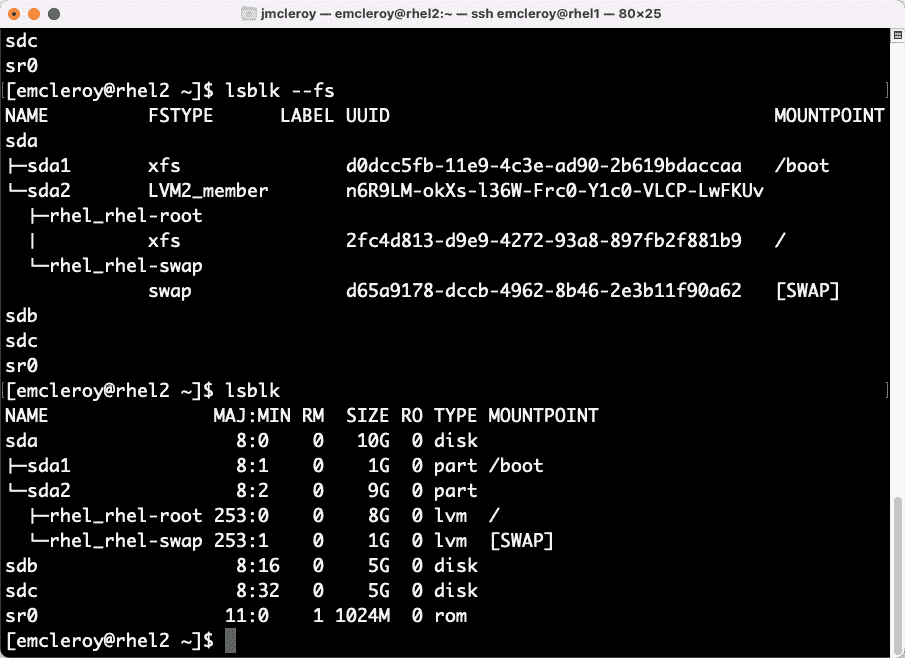 jmcleroy — emcleroy@rhel2:~ — ssh emcleroy@rhel1 — 80×25
sdc
sr0
[emcleroy@rhel2 ~]$ lsblk --fs
NAME         FSTYPE      LABEL UUID                                   MOUNTPOINT
sda
├─sda1       xfs               d0dcc5fb-11e9-4c3e-ad90-2b619bdaccaa   /boot
└─sda2       LVM2_member       n6R9LM-okXs-l36W-Frc0-Y1c0-VLCP-LwFKUv
  ├─rhel_rhel-root
  |          xfs               2fc4d813-d9e9-4272-93a8-897fb2f881b9   /
  └─rhel_rhel-swap
             swap              d65a9178-dccb-4962-8b46-2e3b11f90a62   [SWAP]
sdb
sdc
sr0
[emcleroy@rhel2 ~]$ lsblk
NAME               MAJ:MIN RM  SIZE RO TYPE MOUNTPOINT
sda                  8:0    0   10G  0 disk
├─sda1               8:1    0    1G  0 part /boot
└─sda2               8:2    0    9G  0 part
  ├─rhel_rhel-root 253:0    0    8G  0 lvm  /
  └─rhel_rhel-swap 253:1    0    1G  0 lvm  [SWAP]
sdb                  8:16   0    5G  0 disk
sdc                  8:32   0    5G  0 disk
sr0                 11:0    1 1024M  0 rom
[emcleroy@rhel2 ~]$